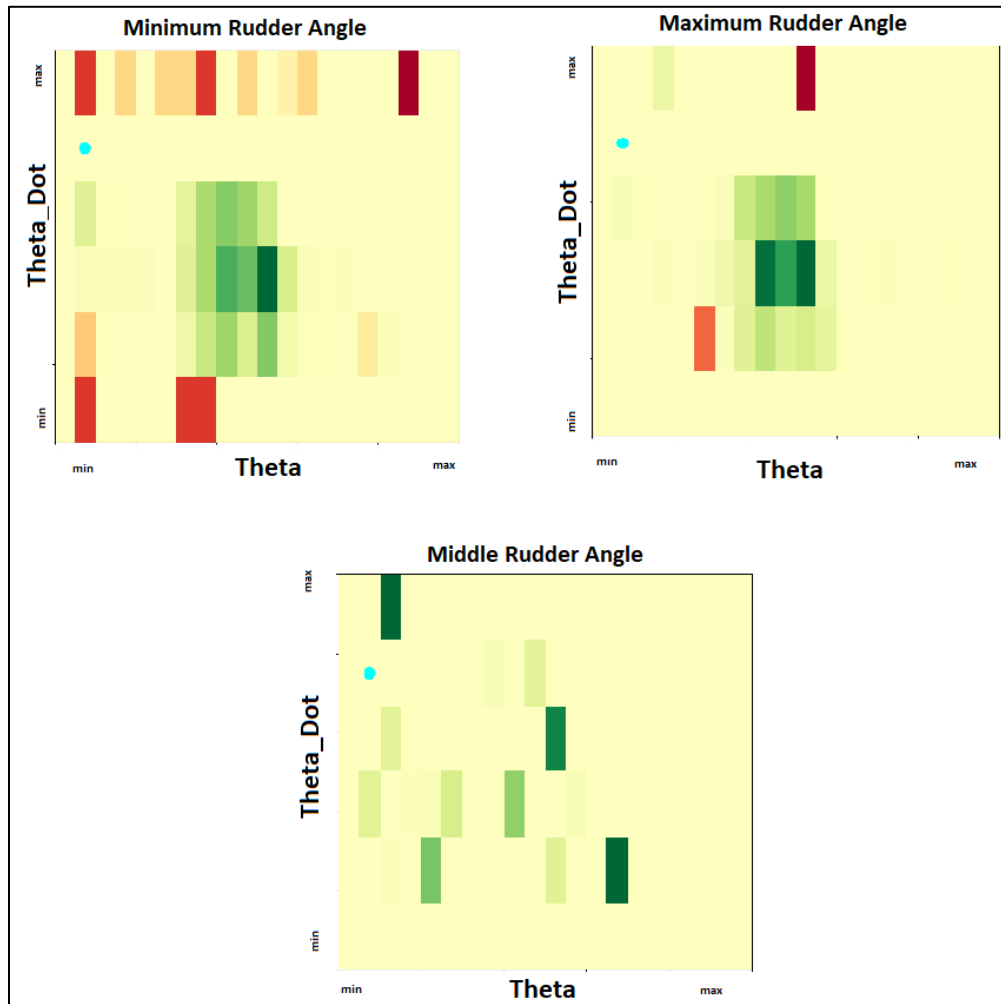 Minimum Rudder Angle
max
Theta_Dot
min
min
Theta
max
Maximum Rudder Angle
max
Theta_Dot
min
min
Theta
max
Middle Rudder Angle
max
Theta_Dot
min
min
Theta
max